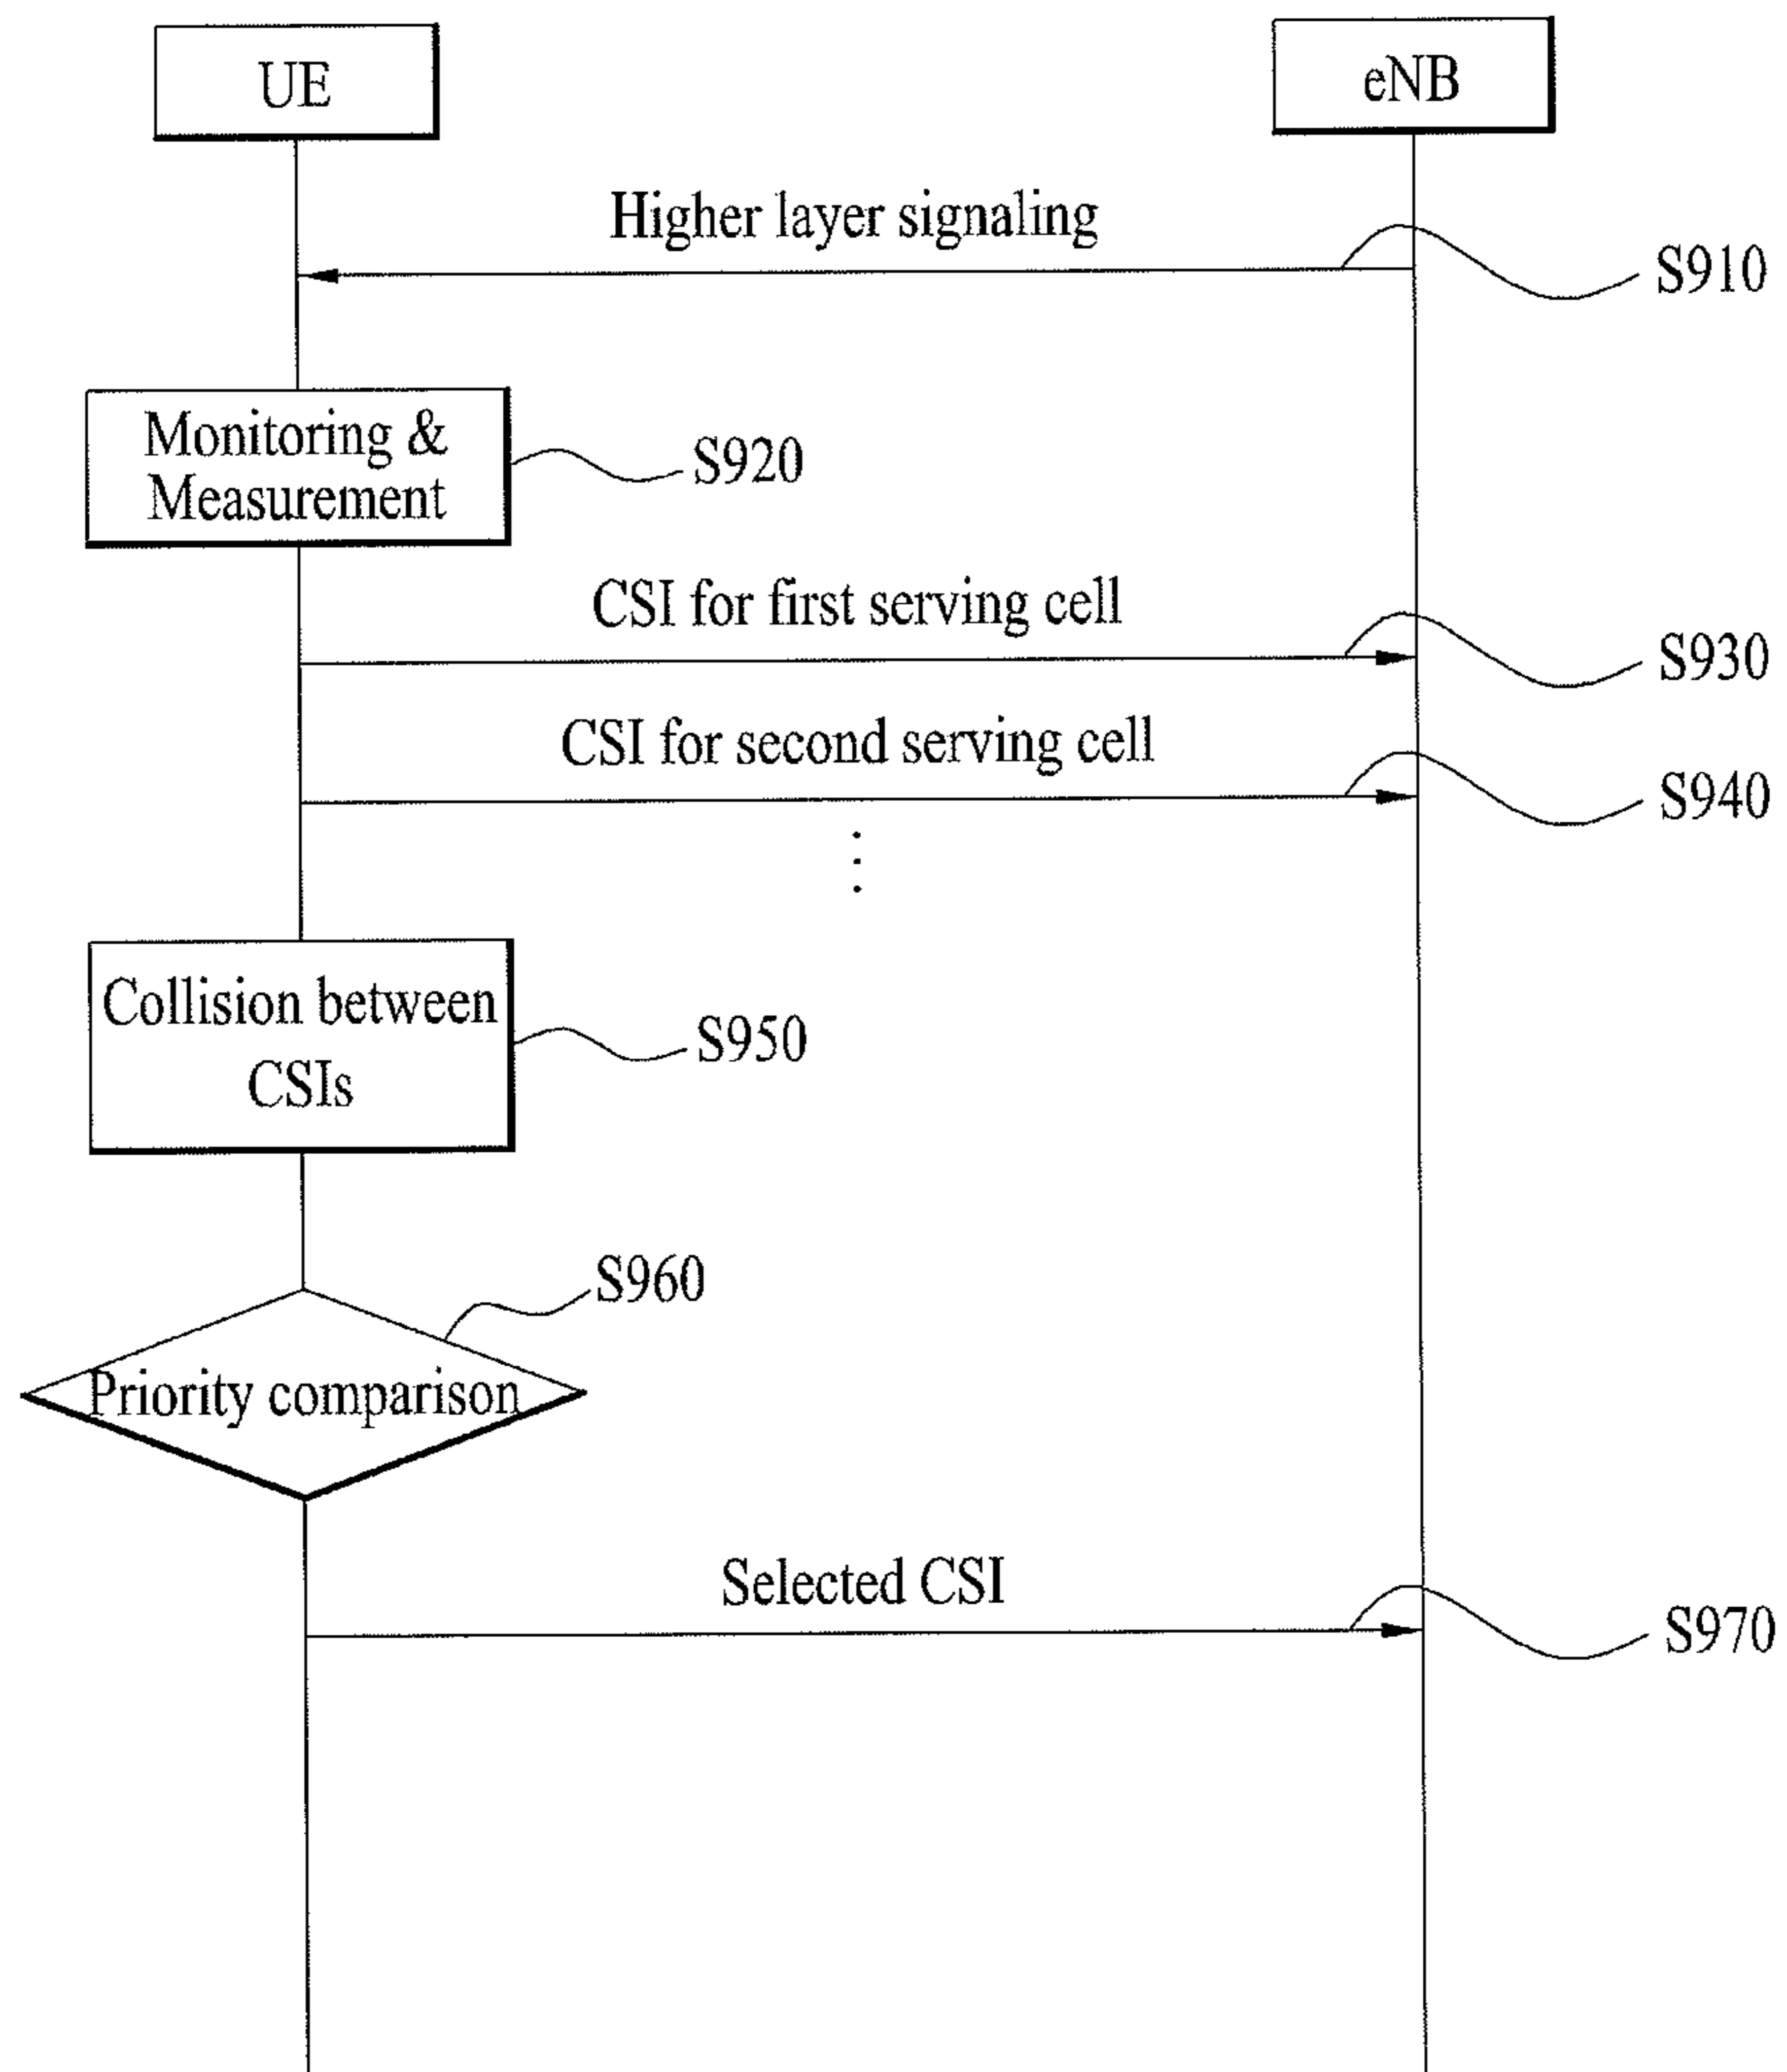 UE
eNB
Higher layer signaling
S910
Monitoring &
Measurement
S920
CSI for first serving cell
S930
CSI for second serving cell
S940
Collision between
CSIs
S950
S960
Priority comparison
Selected CSI
S970